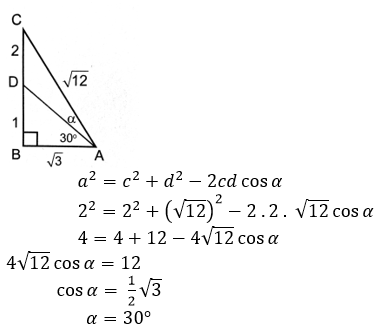 C
2
D
√12
α
1
30°
B
√3
A
a² = c² + d² − 2cd cos α
2² = 2² + (√12)² − 2 . 2 . √12 cos α
4 = 4 + 12 − 4√12 cos α
4√12 cos α = 12
cos α = ½√3
α = 30°